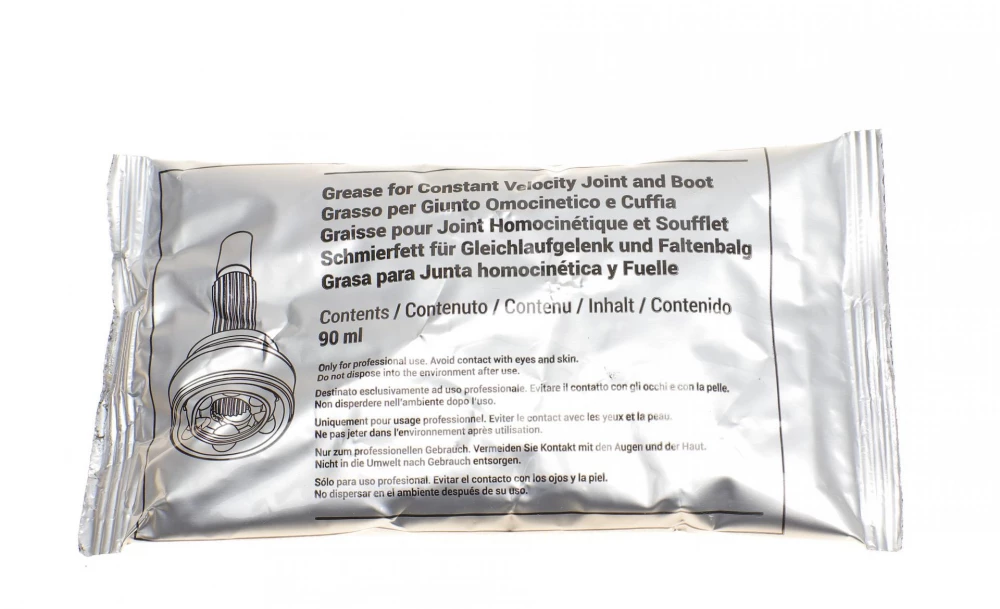 Grease for Constant Velocity Joint and Boot
Grasso per Giunto Omocinetico e Cuffia
Graisse pour Joint Homocinétique et Soufflet
Schmierfett für Gleichlaufgelenk und Faltenbalg
Grasa para Junta homocinética y Fuelle
Contents / Contenuto / Contenu / Inhalt / Contenido
90 ml
Only for professional use. Avoid contact with eyes and skin.
Do not dispose into the environment after use.
Destinato esclusivamente ad uso professionale. Evitare il contatto con gli occhi e con la pelle.
Non disperdere nell'ambiente dopo l'uso.
Uniquement pour usage professionnel. Eviter le contact avec les yeux et la peau.
Ne pas jeter dans l'environnement après utilisation.
Nur zum professionellen Gebrauch. Vermeiden Sie Kontakt mit den Augen und der Haut.
Nicht in die Umwelt nach Gebrauch entsorgen.
Sólo para uso profesional. Evitar el contacto con los ojos y la piel.
No dispersar en el ambiente después de su uso.